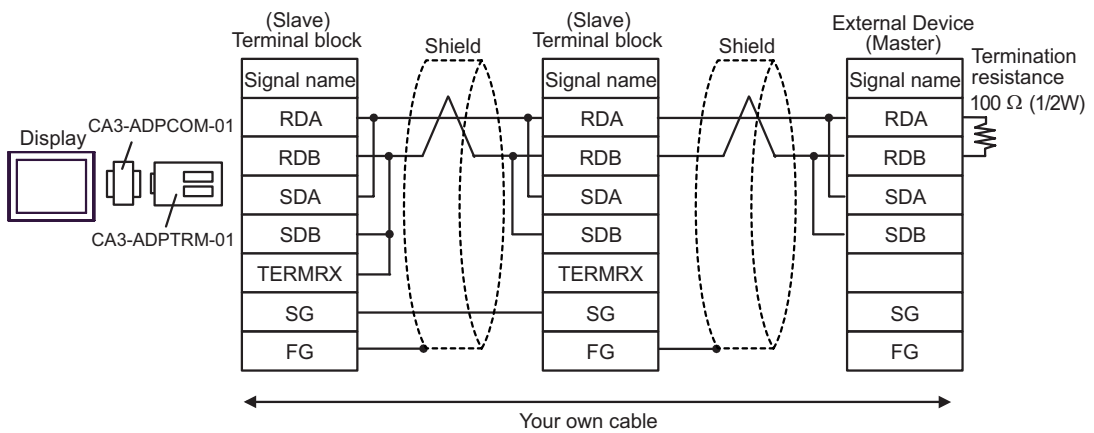 (Slave)
Terminal block
Shield
(Slave)
Terminal block
Shield
External Device
(Master)
Termination
resistance
100 Ω (1/2W)
Display
CA3-ADPCOM-01
CA3-ADPTRM-01
Signal name
RDA
RDB
SDA
SDB
TERMRX
SG
FG
Signal name
RDA
RDB
SDA
SDB
TERMRX
SG
FG
Signal name
RDA
RDB
SDA
SDB
SG
FG
Your own cable